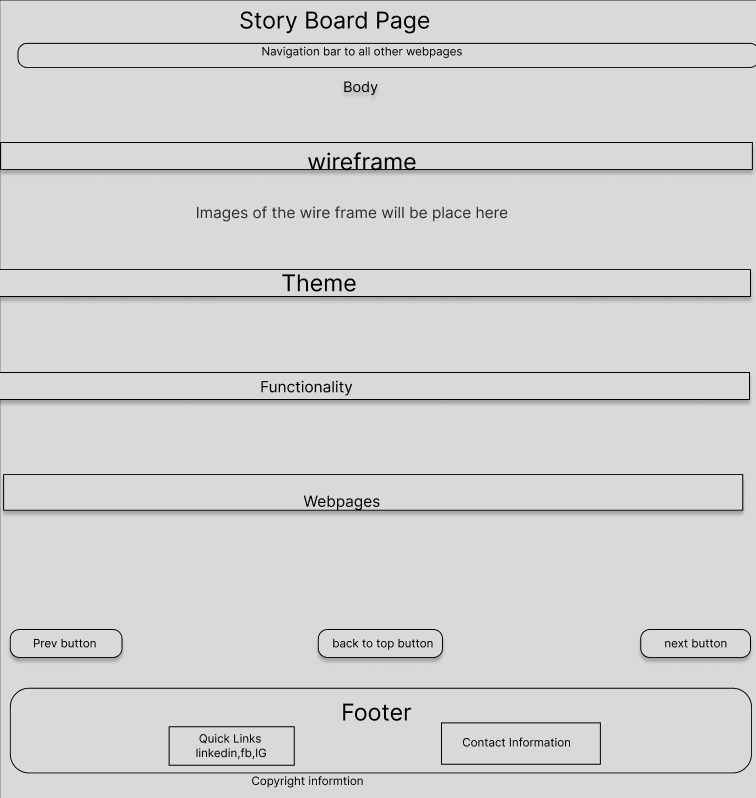 Story Board Page
Navigation bar to all other webpages
Body
wireframe
Images of the wire frame will be place here
Theme
Functionality
Webpages
Prev button
back to top button
next button
Footer
Quick Links
linkedin,fb,IG
Contact Information
Copyright informtion